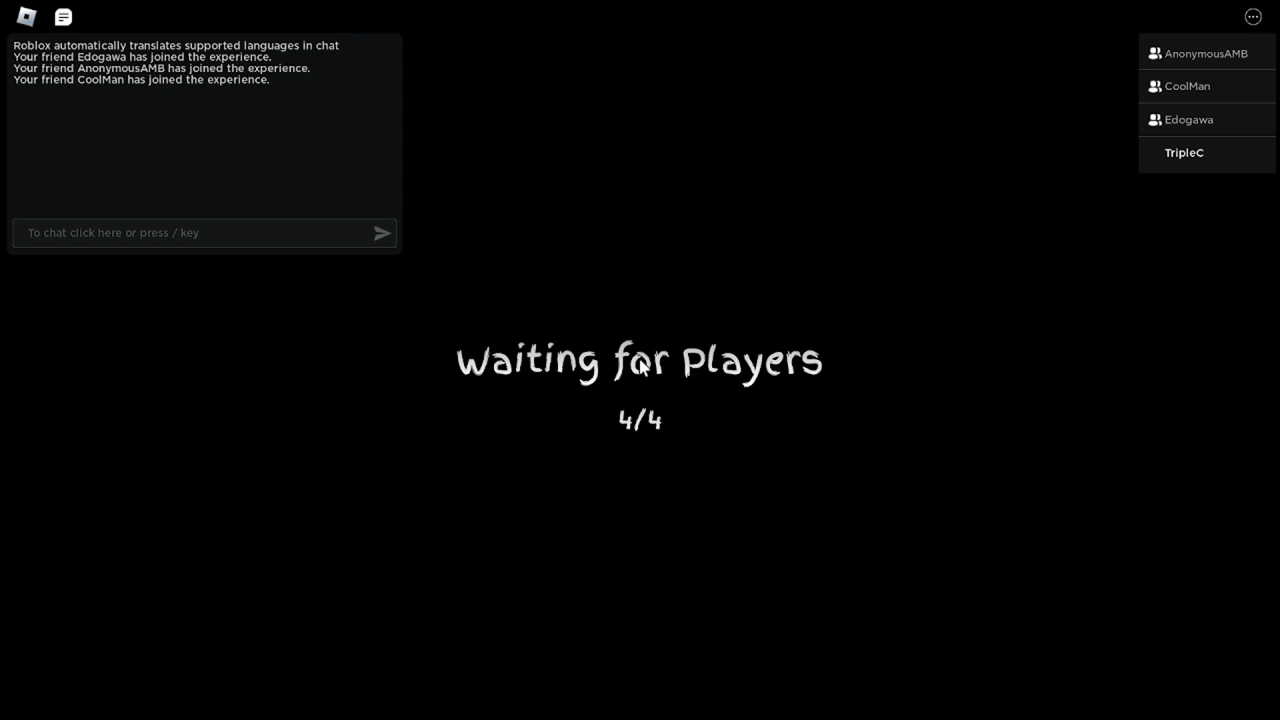 Roblox automatically translates supported languages in chat
Your friend Edogawa has joined the experience.
Your friend AnonymousAMB has joined the experience.
Your friend CoolMan has joined the experience.
To chat click here or press / key
AnonymousAMB
CoolMan
Edogawa
TripleC
Waiting for Players
4/4